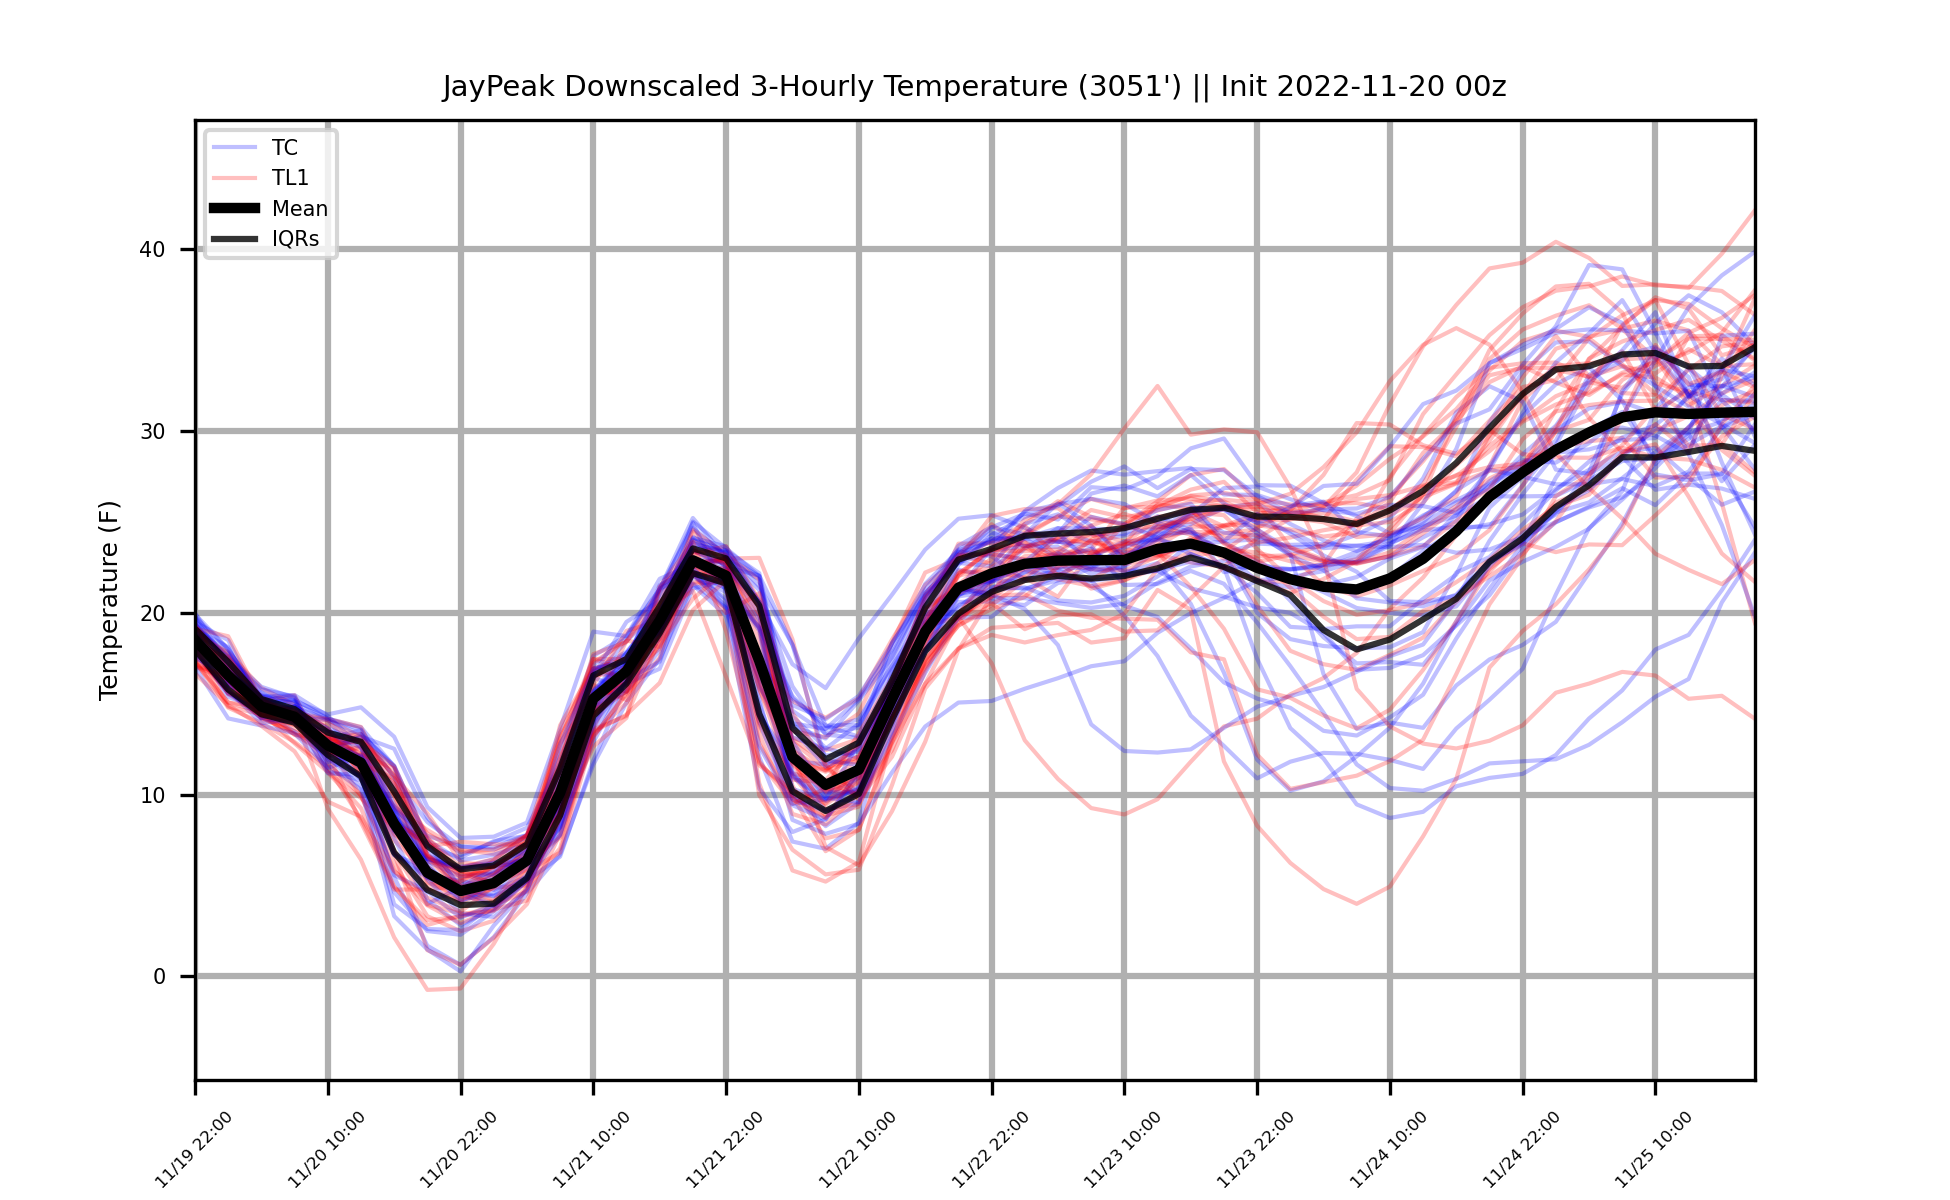 JayPeak Downscaled 3-Hourly Temperature (3051') || Init 2022-11-20 00z
TC
TL1
Mean
IQRs
Temperature (F)
40
30
20
10
0
11/19 22:00
11/20 10:00
11/20 22:00
11/21 10:00
11/21 22:00
11/22 10:00
11/22 22:00
11/23 10:00
11/23 22:00
11/24 10:00
11/24 22:00
11/25 10:00